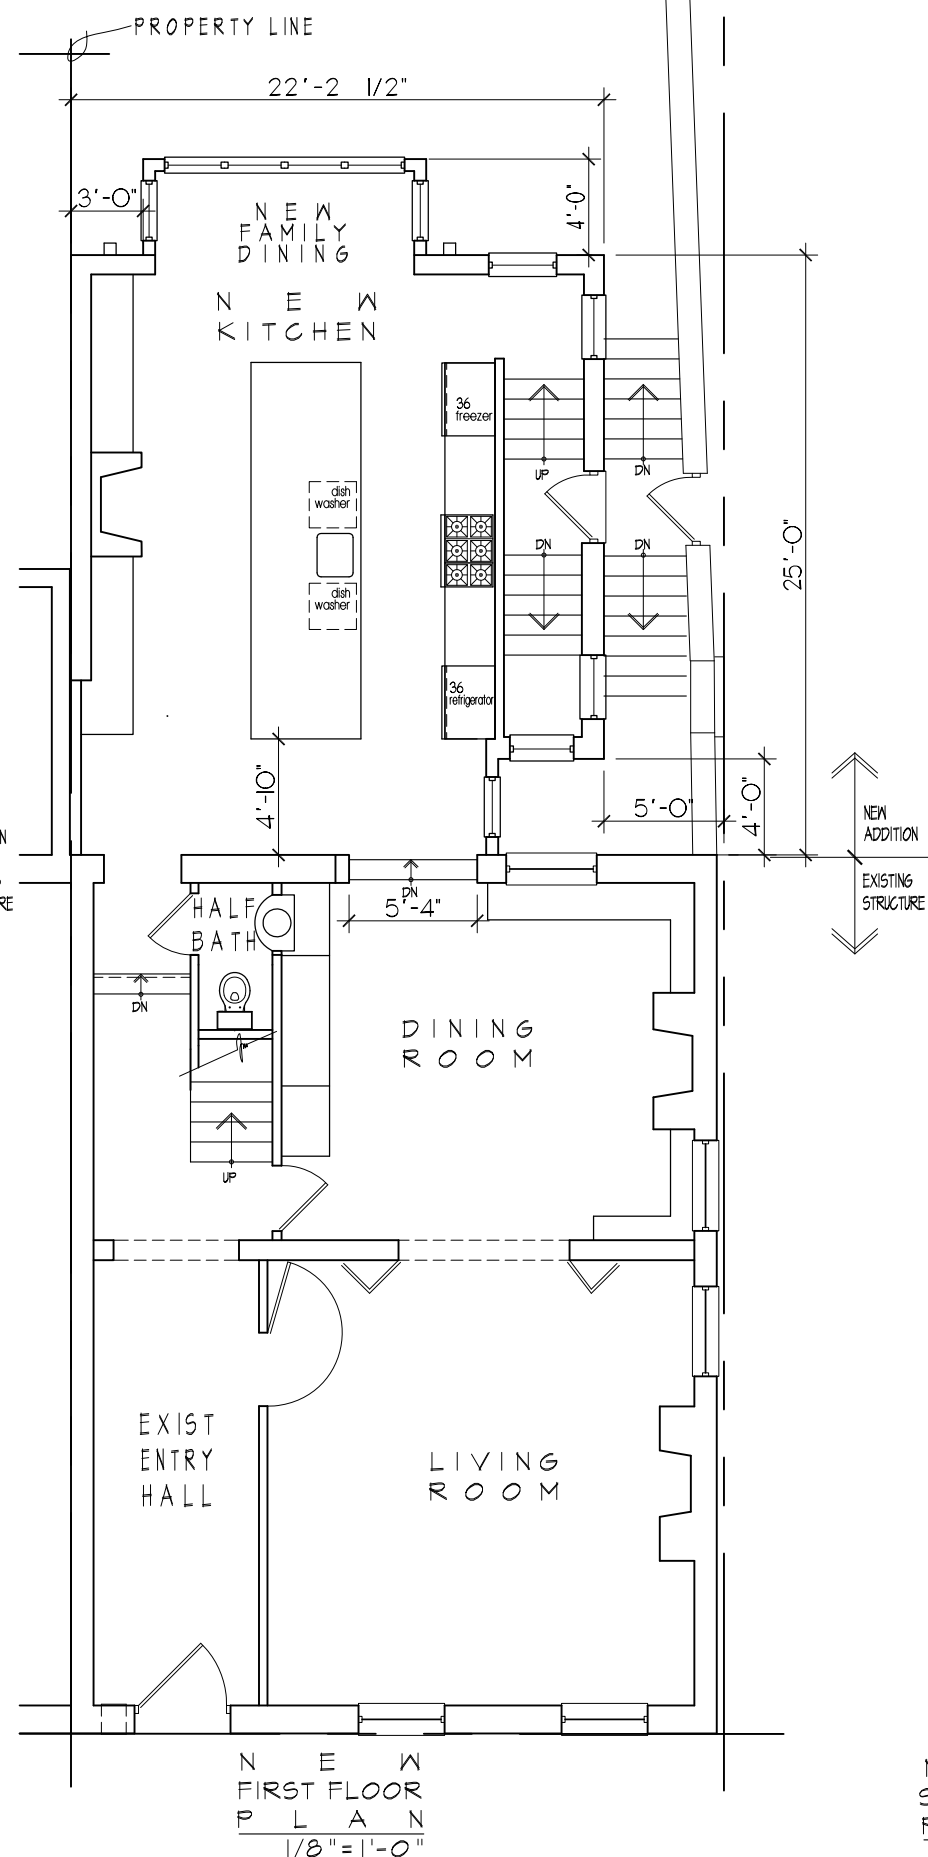 PROPERTY LINE
22'-2 1/2"
3'-0"
4'-0"
NEW
FAMILY
DINING
NEW
KITCHEN
36
freezer
UP
DN
dish
washer
DN
DN
25'-0"
dish
washer
36
refrigerator
4'-10"
5'-0"
4'-0"
NEW
ADDITION
N
EXISTING
STRUCTURE
RE
DN
5'-4"
HALF
BATH
DN
DINING
ROOM
UP
EXIST
ENTRY
HALL
LIVING
ROOM
NEW
FIRST FLOOR
PLAN
1/8"=1'-0"